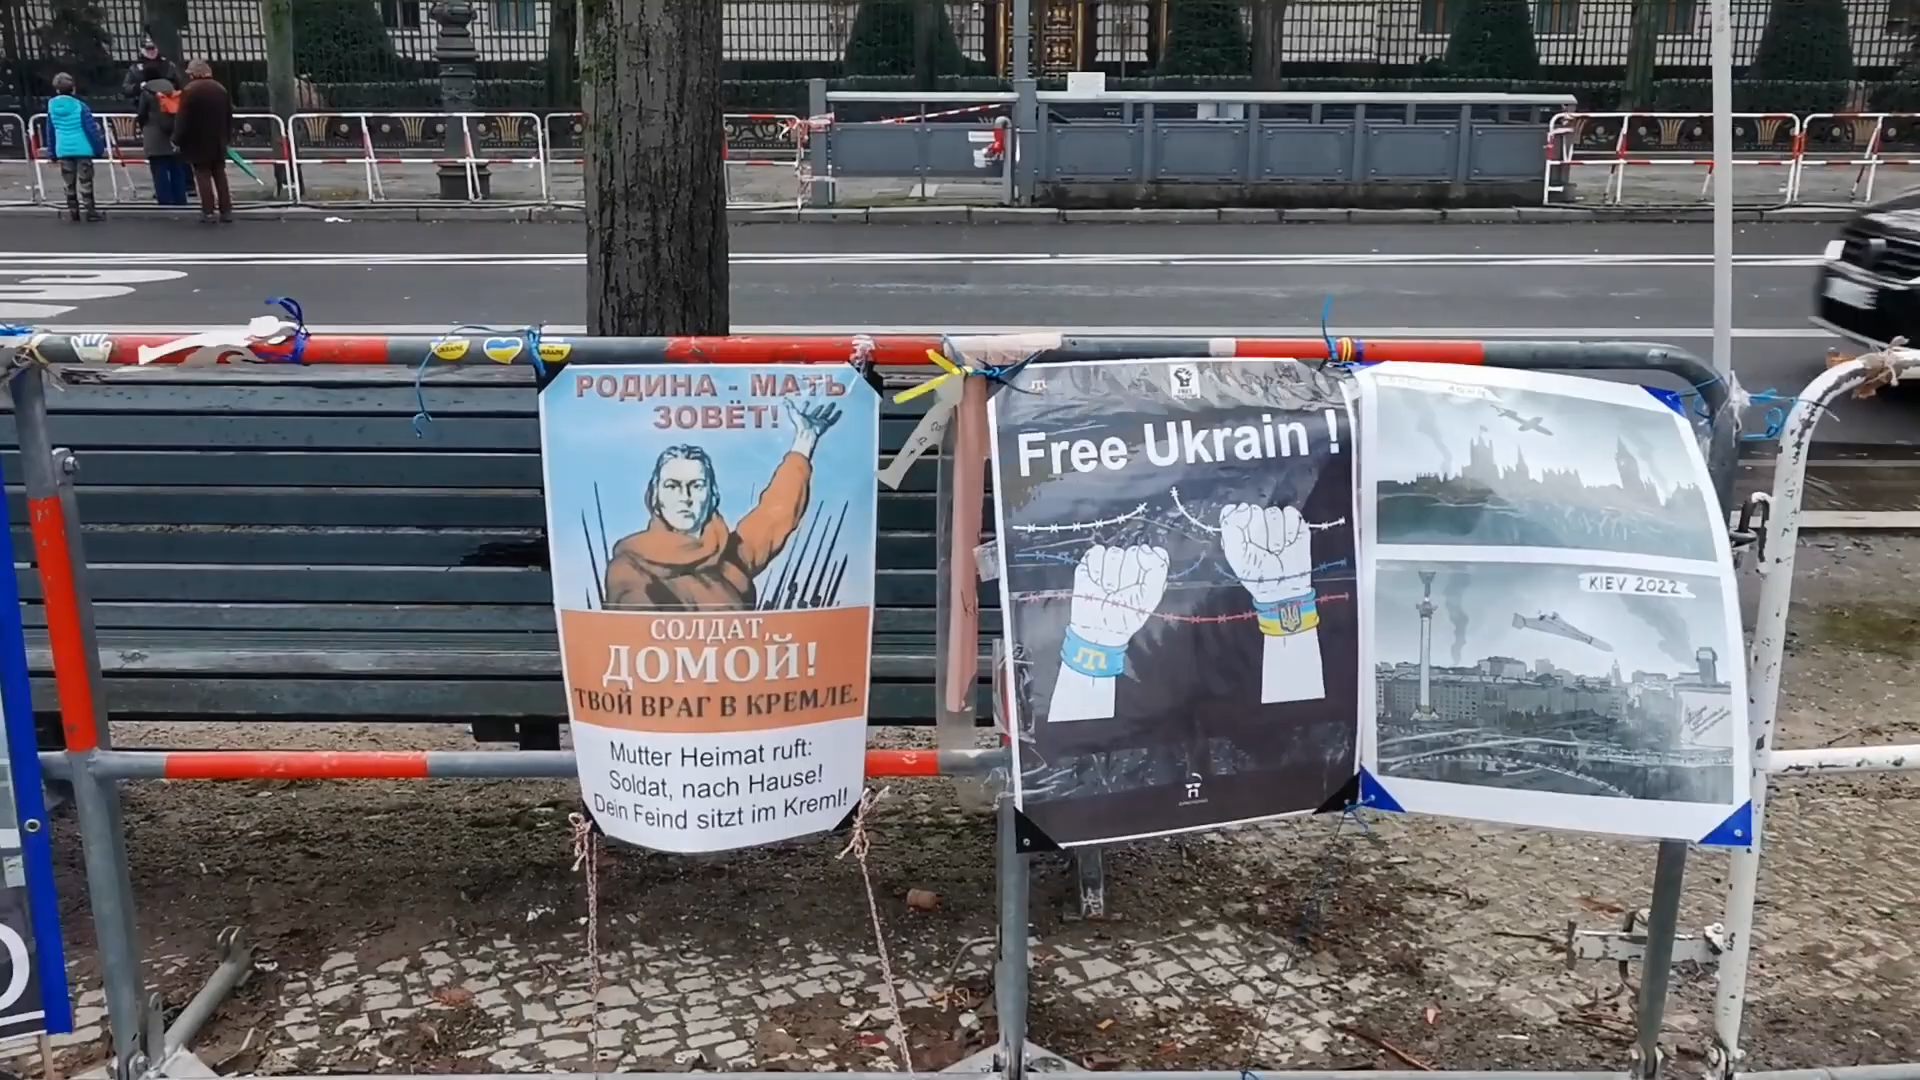 РОДИНА - МАТЬ
ЗОВЁТ!
СОЛДАТ,
ДОМОЙ!
ТВОЙ ВРАГ В КРЕМЛЕ.
Mutter Heimat ruft:
Soldat, nach Hause!
Dein Feind sitzt im Kreml!
Free Ukrain !
KIEV 2022
UKRAINE